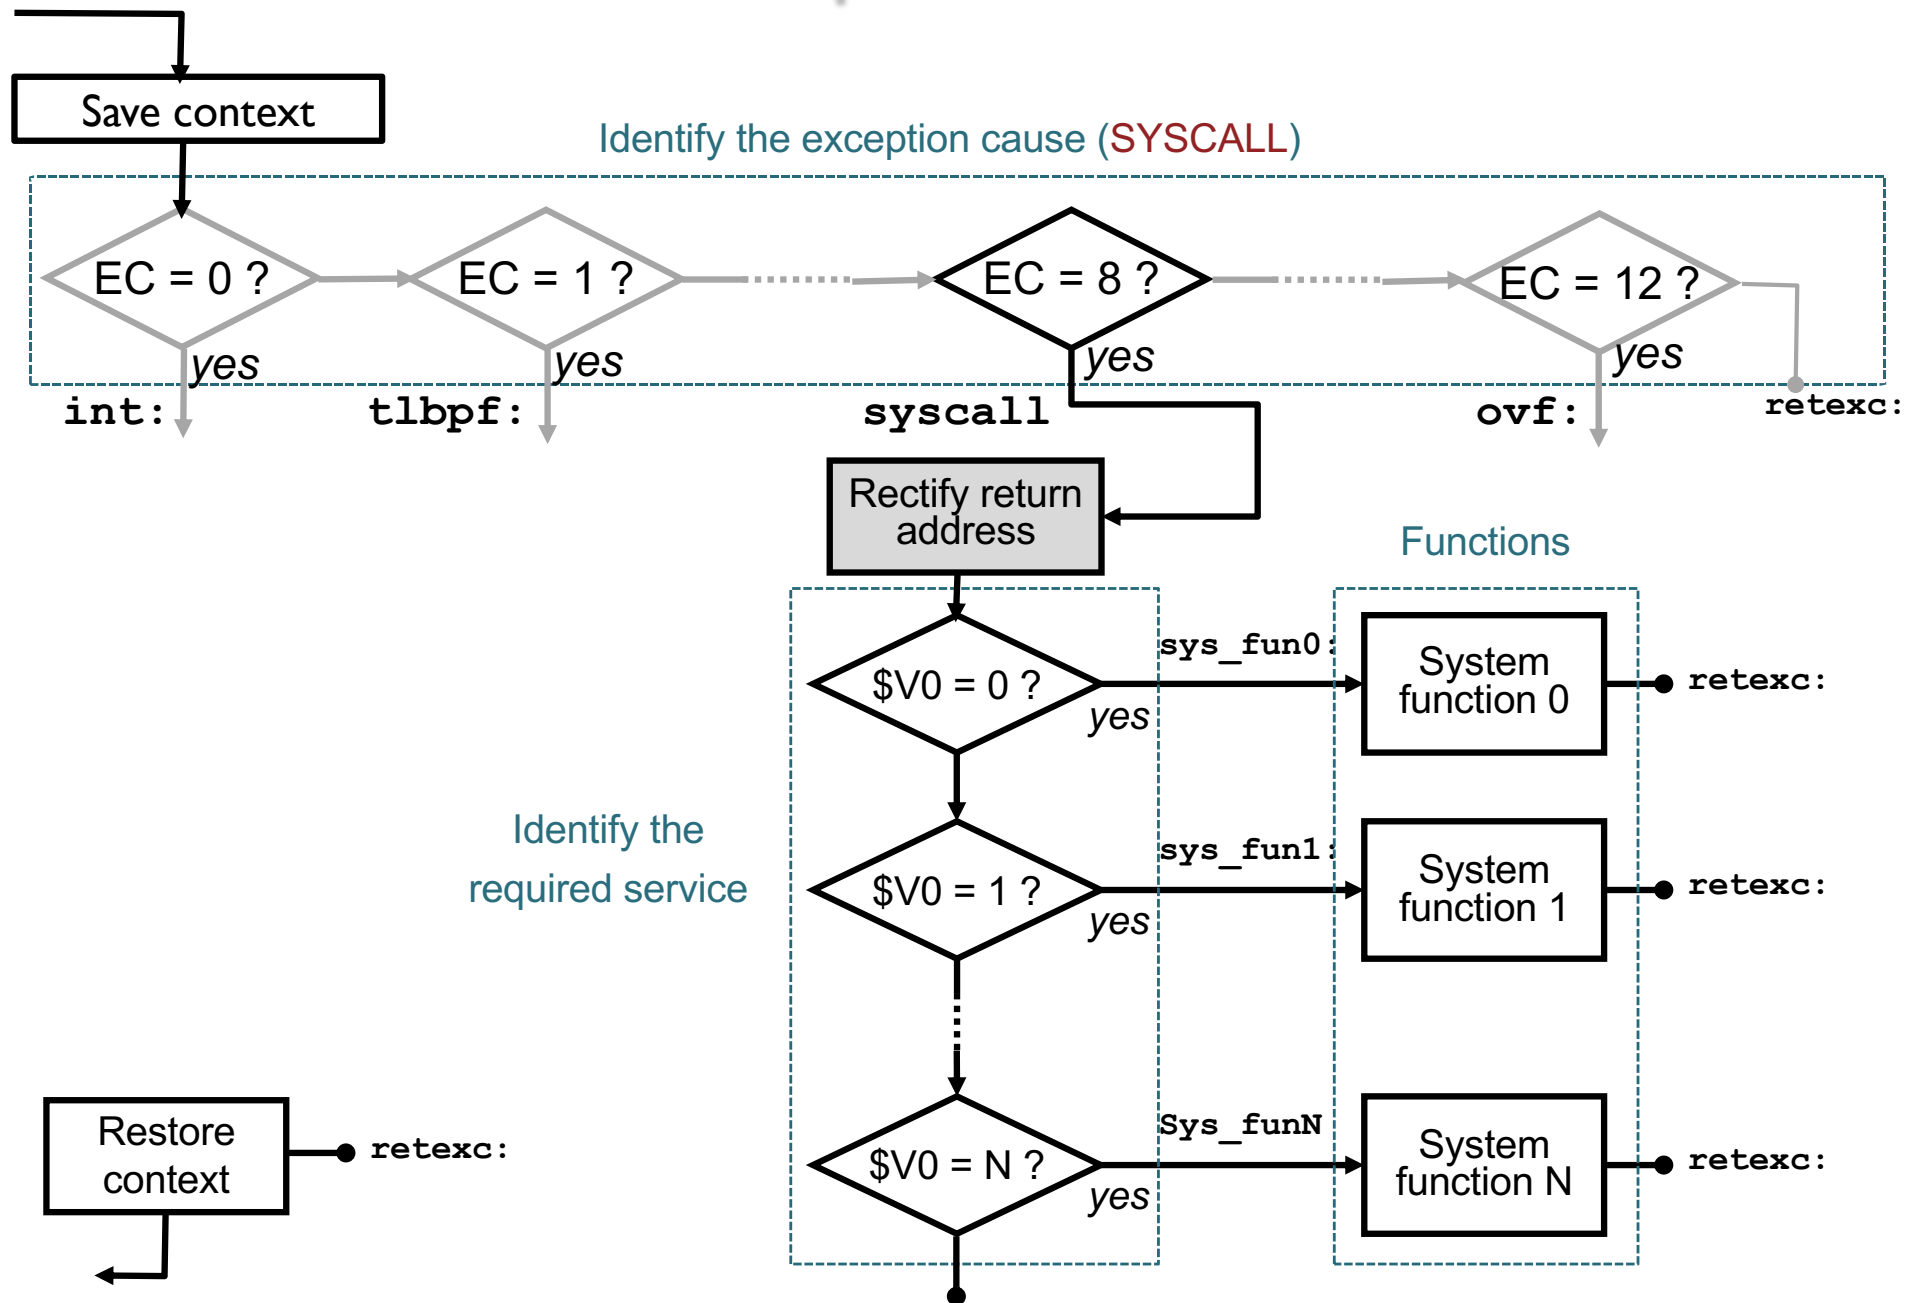 Save context
Identify the exception cause (SYSCALL)
EC = 0 ?
EC = 1 ?
EC = 8 ?
EC = 12 ?
yes
yes
yes
yes
int:
tlbpf:
syscall
ovf:
retexc:
Rectify return
address
Functions
$V0 = 0 ?
yes
sys_fun0:
System
function 0
retexc:
Identify the
required service
$V0 = 1 ?
yes
sys_fun1:
System
function 1
retexc:
Restore
context
retexc:
$V0 = N ?
yes
Sys_funN
System
function N
retexc: